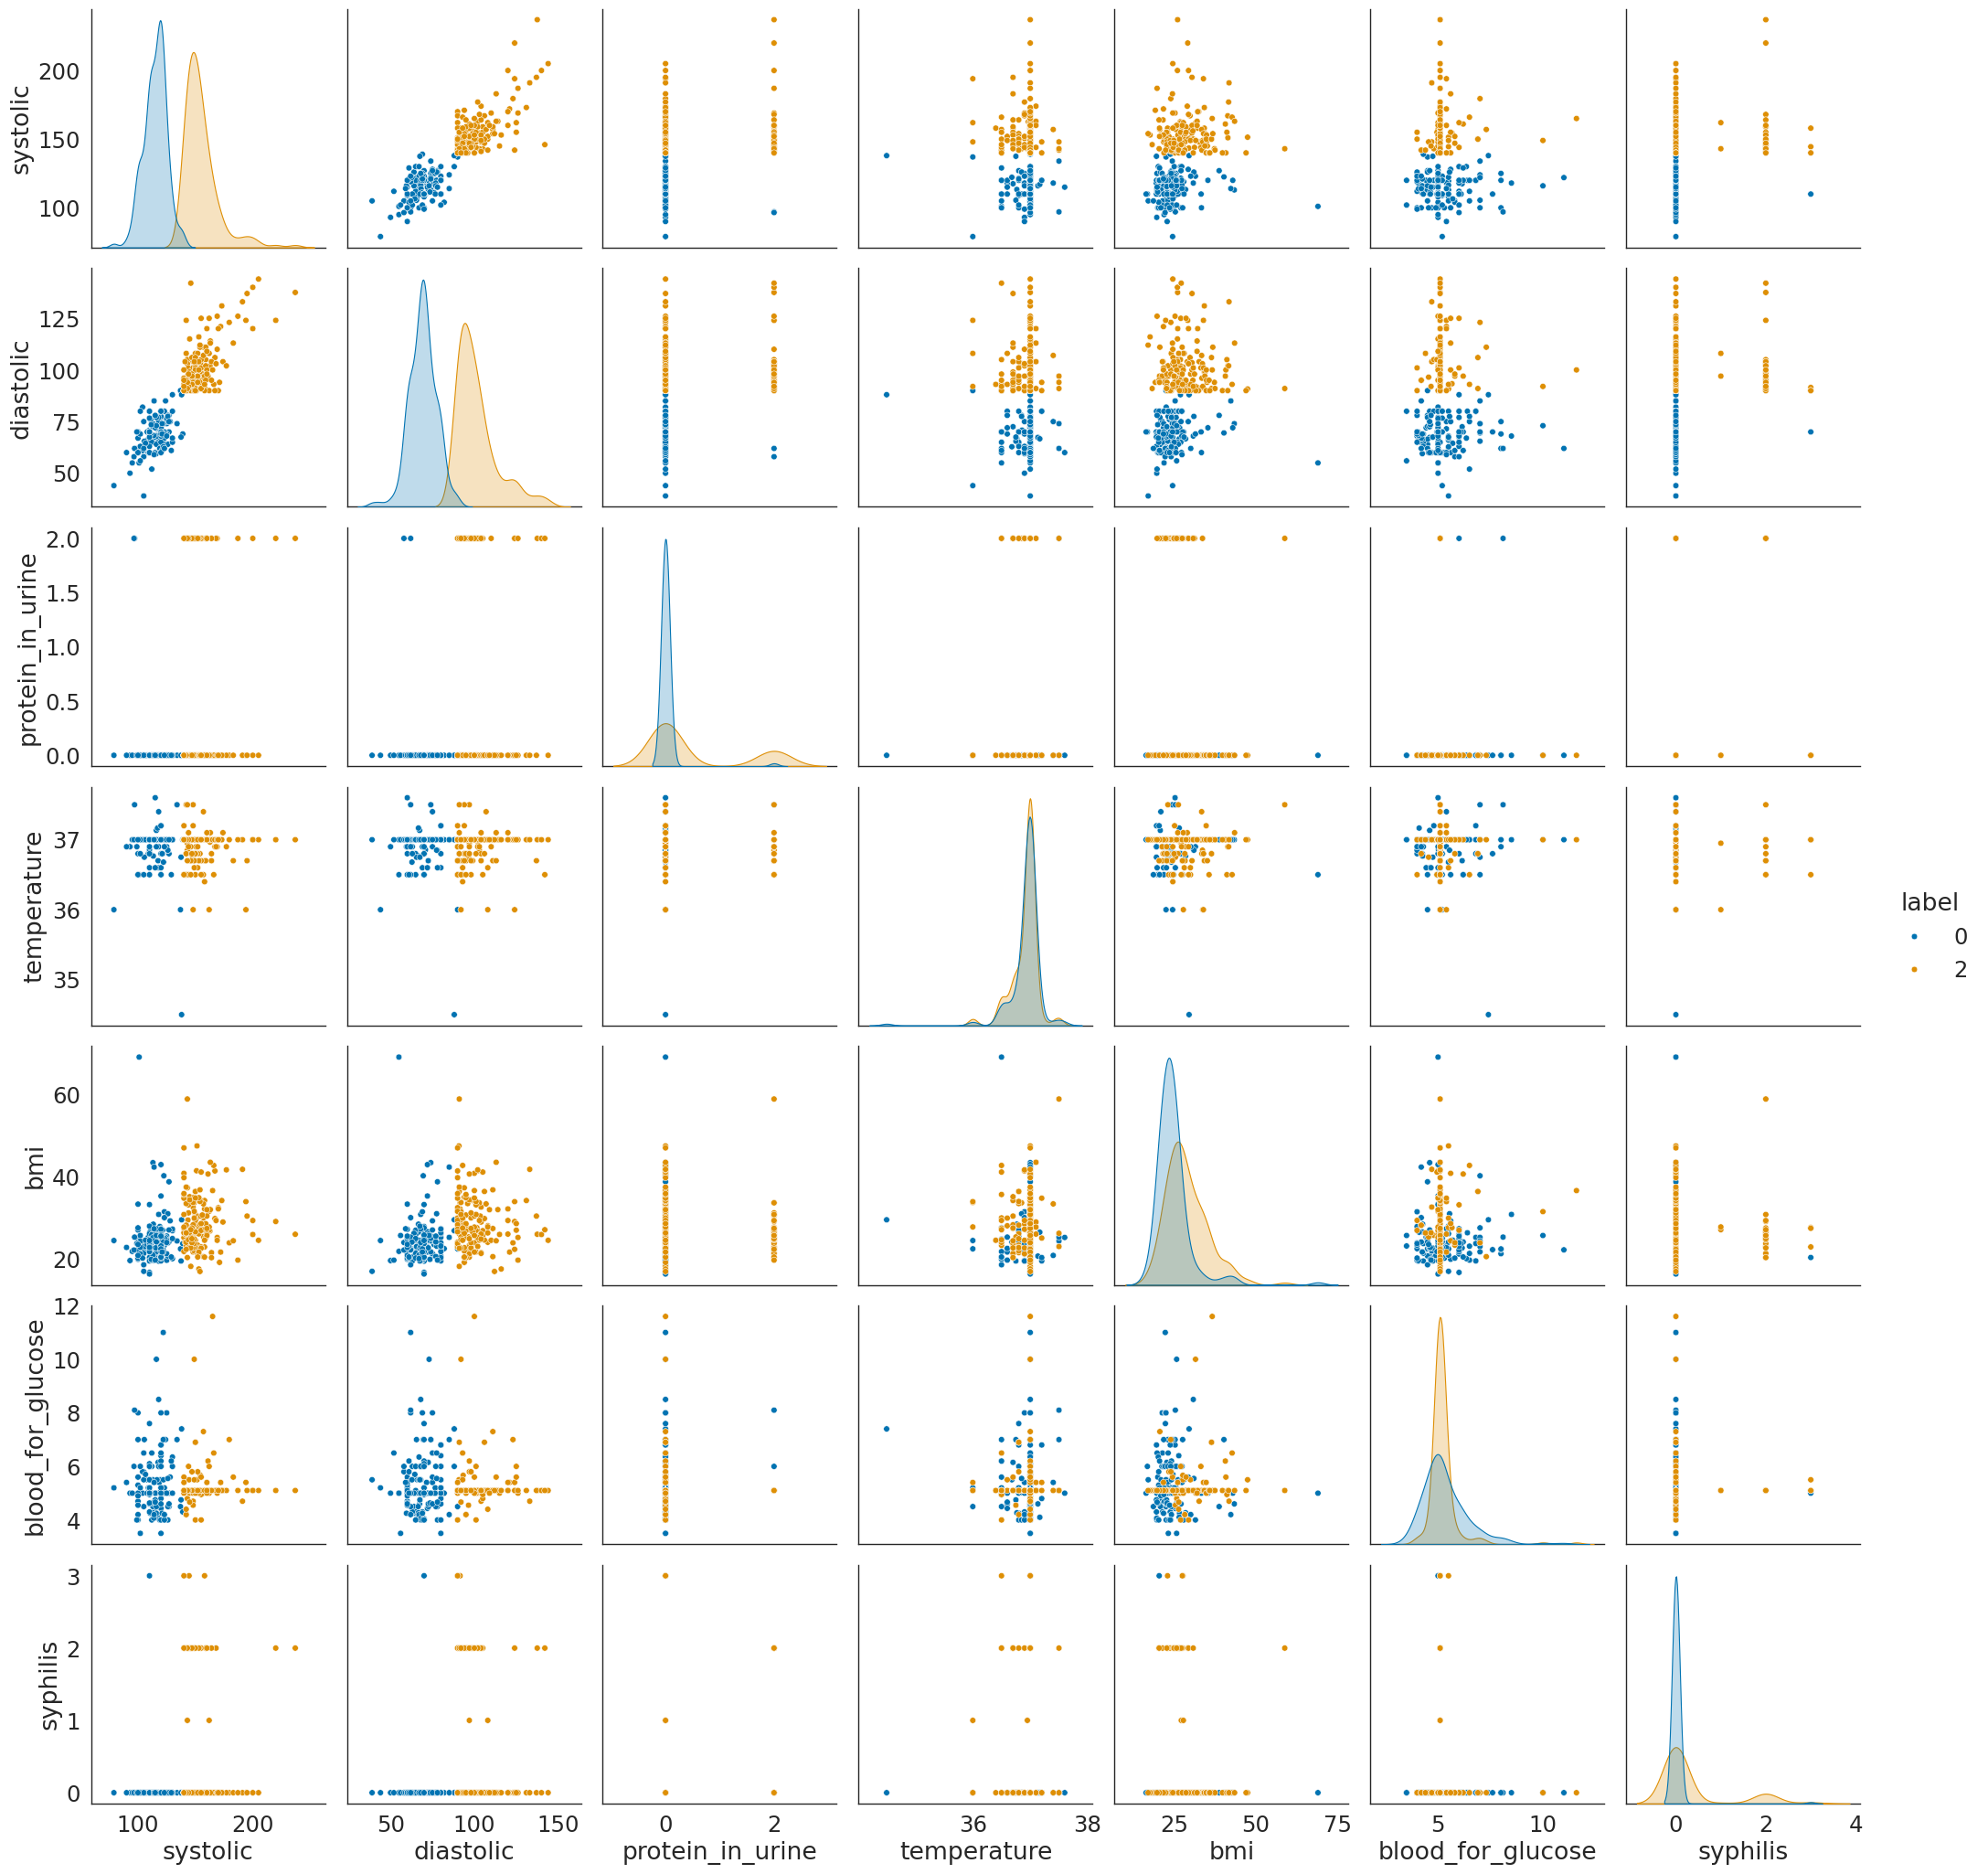 systolic
200
150
100
diastolic
125
100
75
50
protein_in_urine
2.0
1.5
1.0
0.5
0.0
temperature
37
36
35
label
0
2
bmi
60
40
20
blood_for_glucose
12
10
8
6
4
syphilis
3
2
1
0
100 200 50 100 150 0 2 36 38 25 50 75 5 10 0 2 4
systolic diastolic protein_in_urine temperature bmi blood_for_glucose syphilis